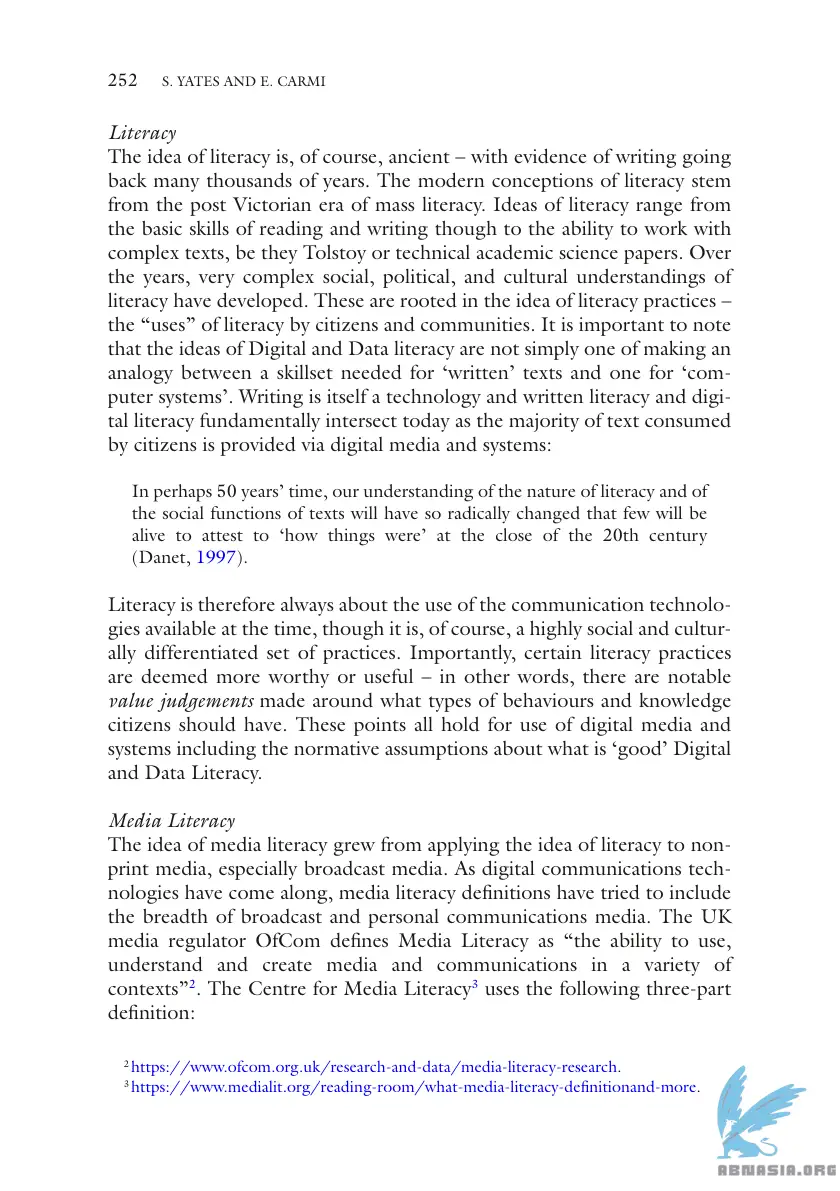 252 S. YATES AND E. CARMI
Literacy
The idea of literacy is, of course, ancient – with evidence of writing going
back many thousands of years. The modern conceptions of literacy stem
from the post Victorian era of mass literacy. Ideas of literacy range from
the basic skills of reading and writing though to the ability to work with
complex texts, be they Tolstoy or technical academic science papers. Over
the years, very complex social, political, and cultural understandings of
literacy have developed. These are rooted in the idea of literacy practices –
the “uses” of literacy by citizens and communities. It is important to note
that the ideas of Digital and Data literacy are not simply one of making an
analogy between a skillset needed for ‘written’ texts and one for ‘com-
puter systems’. Writing is itself a technology and written literacy and digi-
tal literacy fundamentally intersect today as the majority of text consumed
by citizens is provided via digital media and systems:
In perhaps 50 years’ time, our understanding of the nature of literacy and of
the social functions of texts will have so radically changed that few will be
alive to attest to ‘how things were’ at the close of the 20th century
(Danet, 1997).
Literacy is therefore always about the use of the communication technolo-
gies available at the time, though it is, of course, a highly social and cultur-
ally differentiated set of practices. Importantly, certain literacy practices
are deemed more worthy or useful – in other words, there are notable
value judgements made around what types of behaviours and knowledge
citizens should have. These points all hold for use of digital media and
systems including the normative assumptions about what is ‘good’ Digital
and Data Literacy.
Media Literacy
The idea of media literacy grew from applying the idea of literacy to non-
print media, especially broadcast media. As digital communications tech-
nologies have come along, media literacy definitions have tried to include
the breadth of broadcast and personal communications media. The UK
media regulator OfCom defines Media Literacy as “the ability to use,
understand and create media and communications in a variety of
contexts”2. The Centre for Media Literacy3 uses the following three-part
definition:
2 https://www.ofcom.org.uk/research-and-data/media-literacy-research.
3 https://www.medialit.org/reading-room/what-media-literacy-definitionand-more.
ABNASIA.ORG